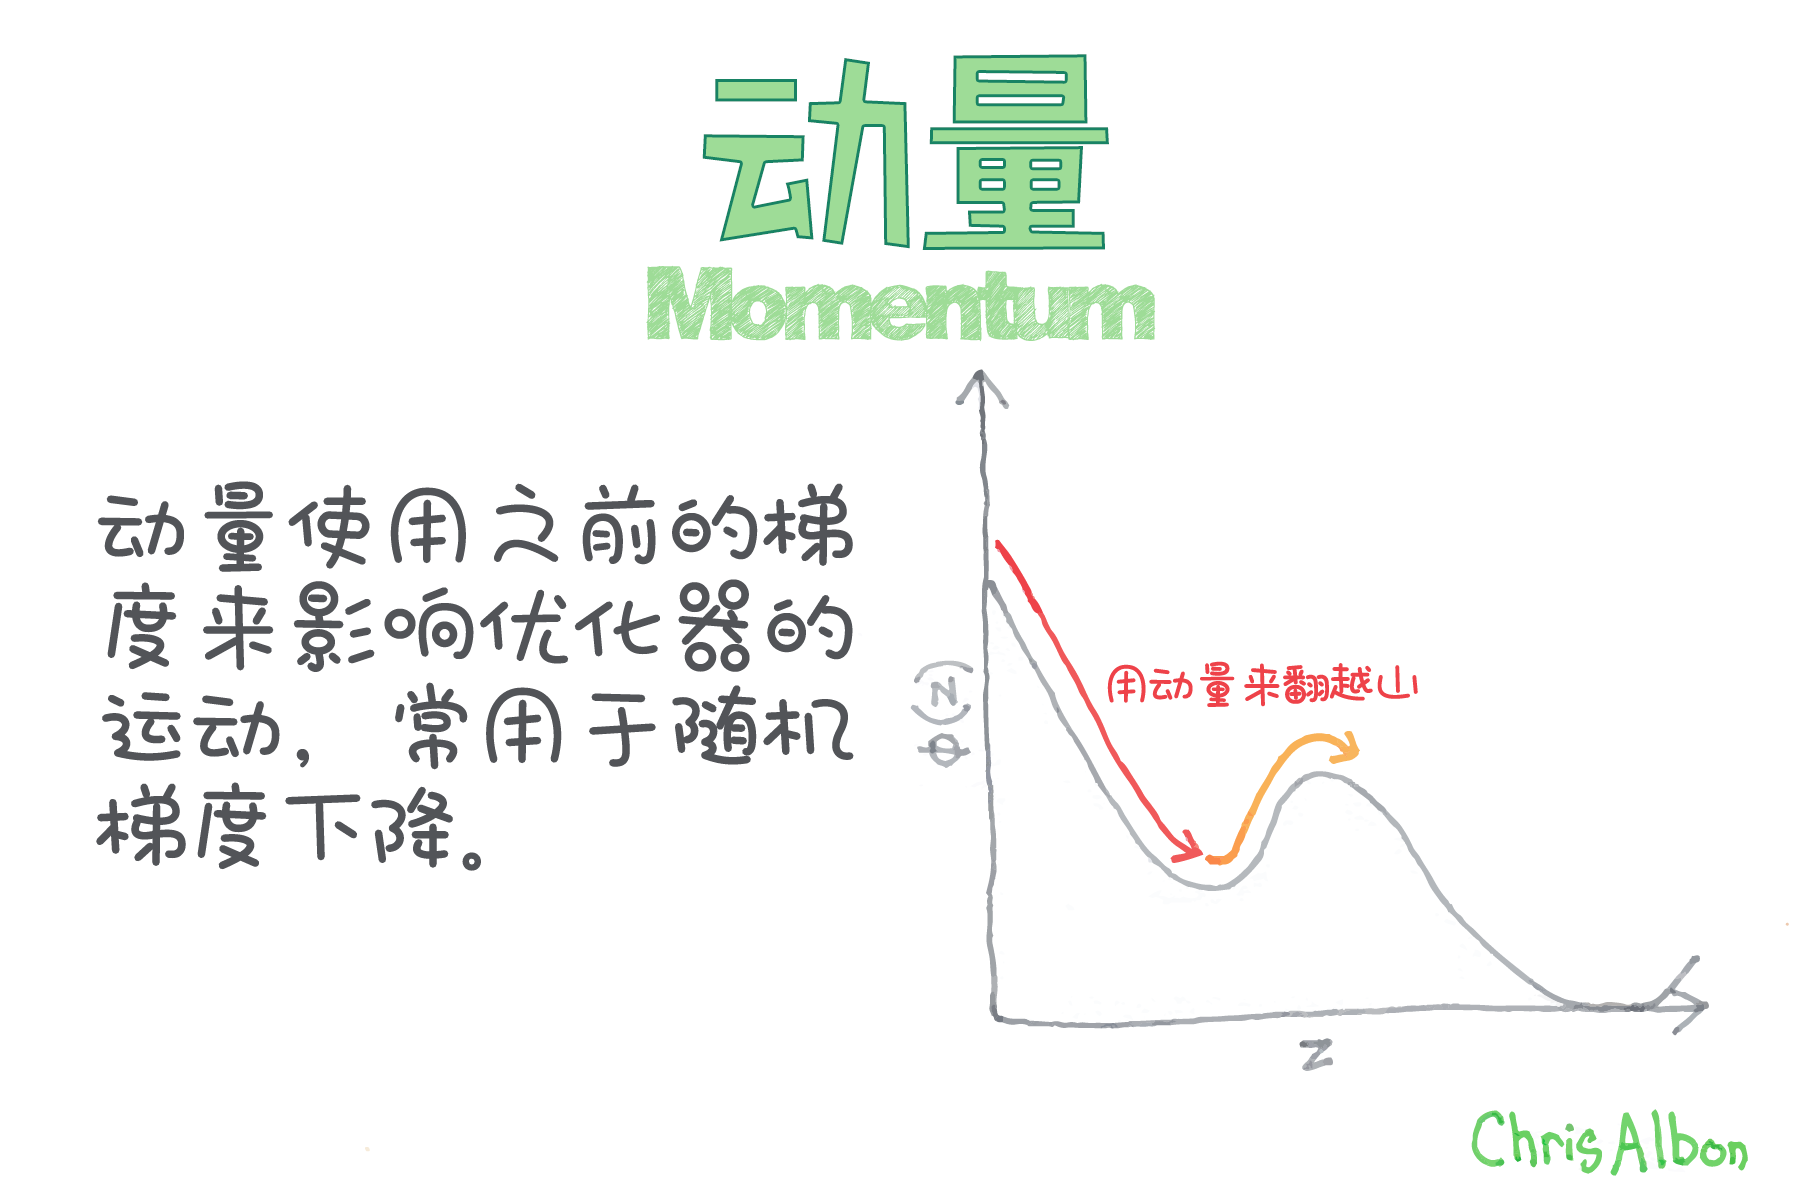 动量
Momentum
动量使用之前的梯
度来影响优化器的
运动，常用于随机
梯度下降。
用动量来翻越山
Φ(z)
z
Chris Albon